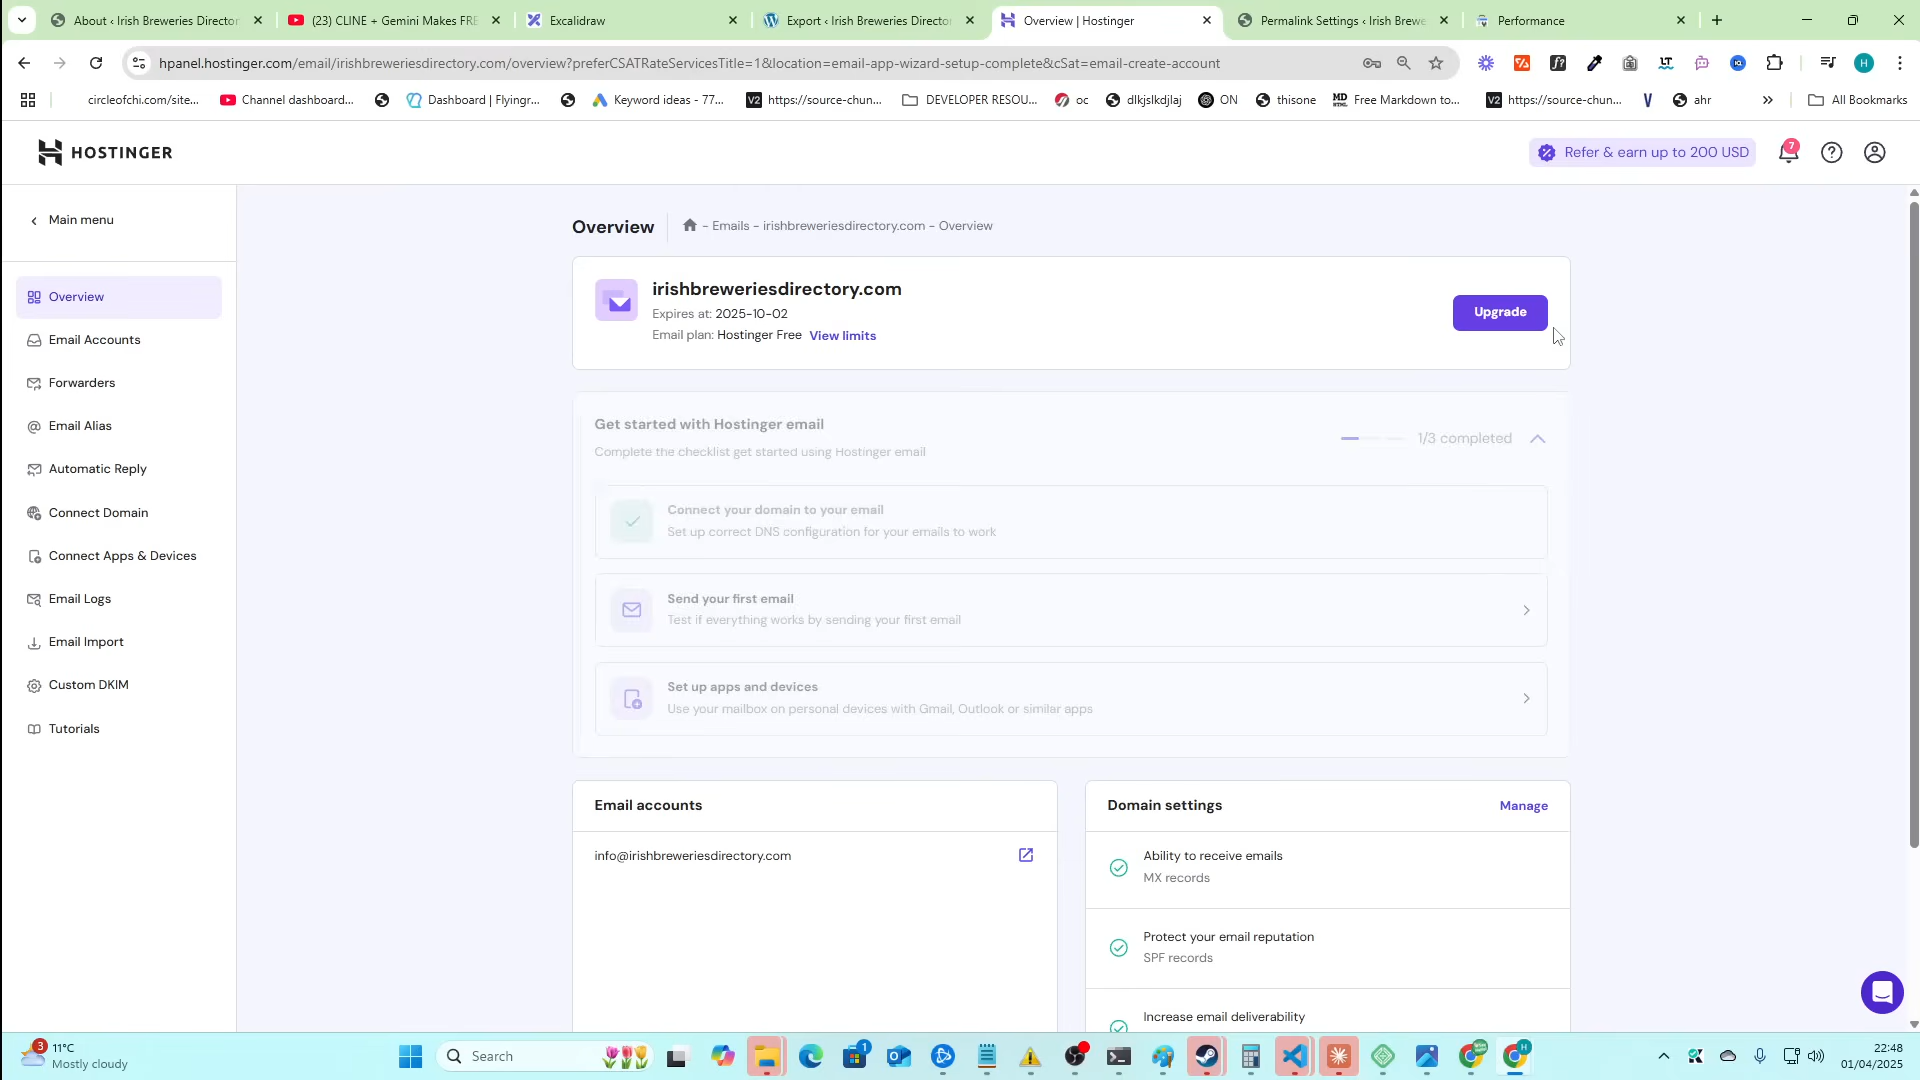 About ‹ Irish Breweries Director
(23) CLINE + Gemini Makes FRE
Excalidraw
Export ‹ Irish Breweries Director
Overview | Hostinger
Permalink Settings ‹ Irish Brewe
Performance
hpanel.hostinger.com/email/irishbreweriesdirectory.com/overview?preferCSATRateServicesTitle=1&location=email-app-wizard-setup-complete&cSat=email-create-account
circleofchi.com/site...
Channel dashboard...
Dashboard | Flyingr...
Keyword ideas - 77...
https://source-chun...
DEVELOPER RESOU...
oc
dlkjslkdjlaj
ON
thisone
Free Markdown to...
https://source-chun...
ahr
All Bookmarks
HOSTINGER
Refer & earn up to 200 USD
7
Main menu
Overview
Email Accounts
Forwarders
Email Alias
Automatic Reply
Connect Domain
Connect Apps & Devices
Email Logs
Email Import
Custom DKIM
Tutorials
Overview
- Emails - irishbreweriesdirectory.com - Overview
irishbreweriesdirectory.com
Expires at: 2025-10-02
Email plan: Hostinger Free View limits
Upgrade
Get started with Hostinger email
Complete the checklist get started using Hostinger email
1/3 completed
Connect your domain to your email
Set up correct DNS configuration for your emails to work
Send your first email
Test if everything works by sending your first email
Set up apps and devices
Use your mailbox on personal devices with Gmail, Outlook or similar apps
Email accounts
info@irishbreweriesdirectory.com
Domain settings
Manage
Ability to receive emails
MX records
Protect your email reputation
SPF records
Increase email deliverability
3
11°C
Mostly cloudy
Search
1
22:48
01/04/2025